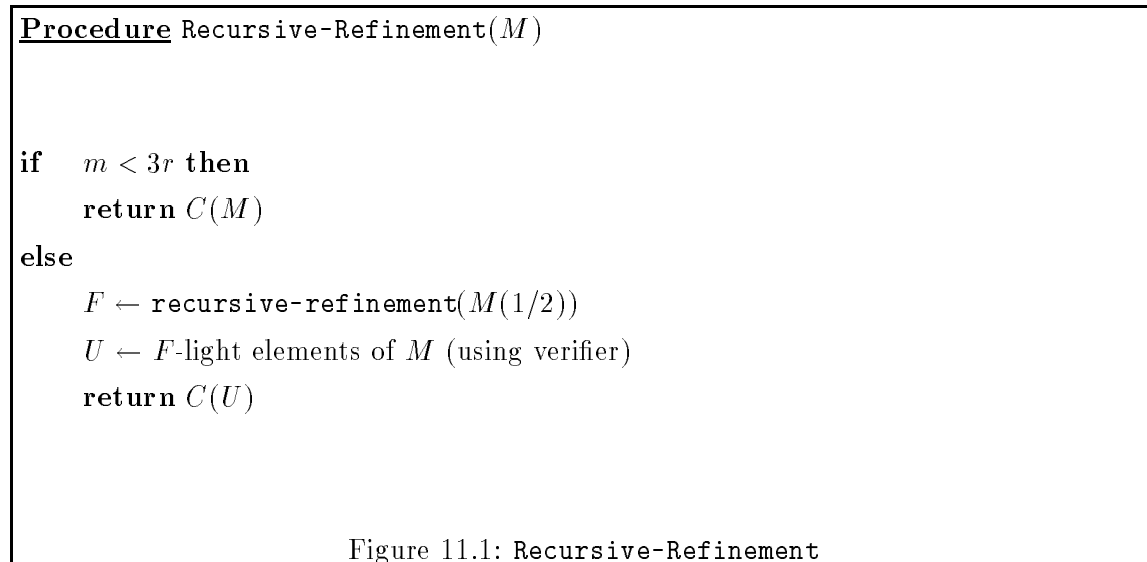 Procedure Recursive-Refinement(M)
if m < 3r then
return C(M)
else
F ← recursive-refinement(M(1/2))
U ← F-light elements of M (using verifier)
return C(U)
Figure 11.1: Recursive-Refinement